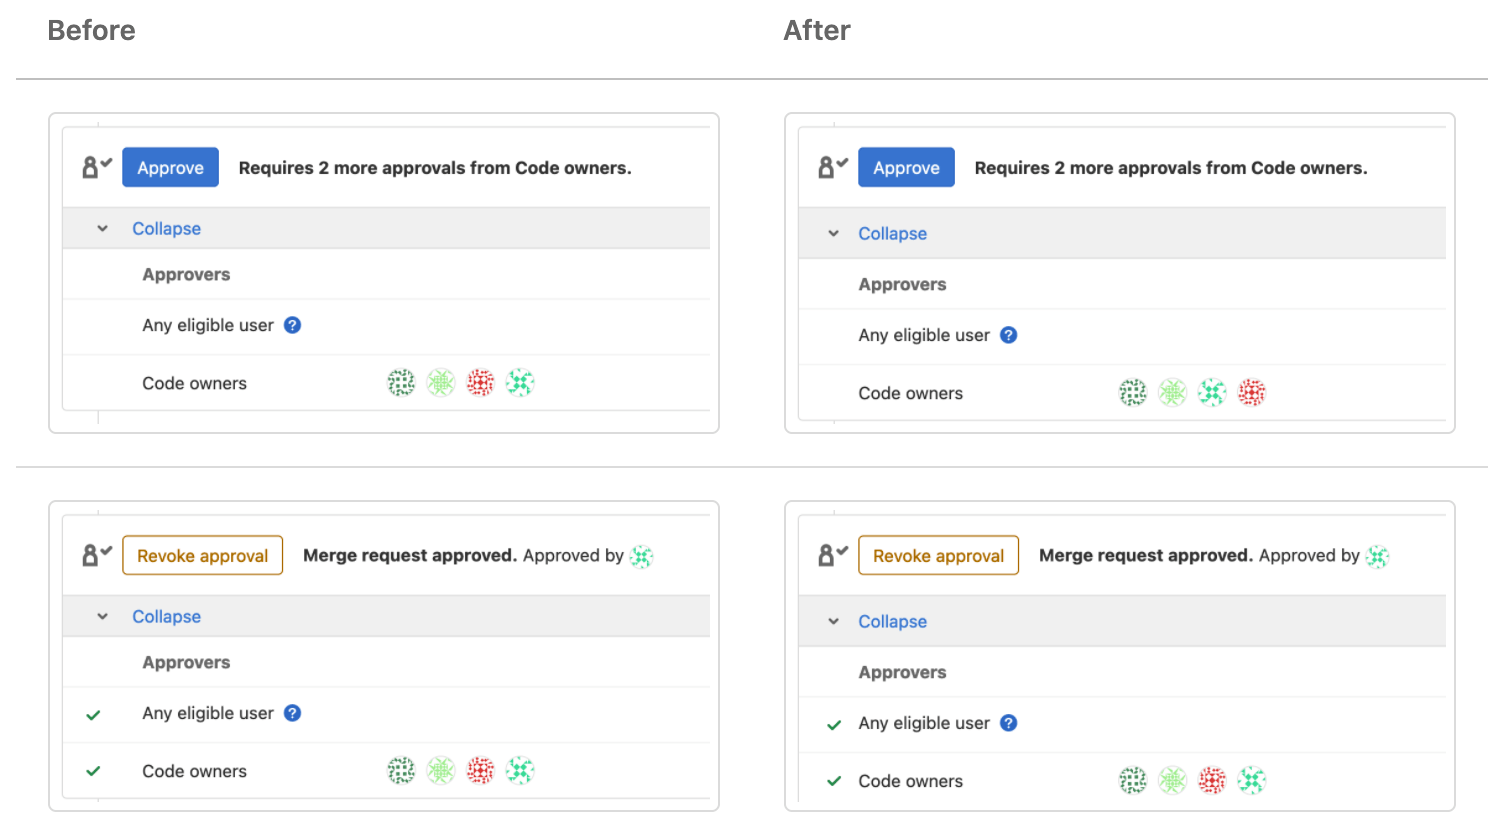 Before
After
Approve Requires 2 more approvals from Code owners.
Collapse
Approvers
Any eligible user ?
Code owners
Approve Requires 2 more approvals from Code owners.
Collapse
Approvers
Any eligible user ?
Code owners
Revoke approval Merge request approved. Approved by
Collapse
Approvers
Any eligible user ?
Code owners
Revoke approval Merge request approved. Approved by
Collapse
Approvers
Any eligible user ?
Code owners